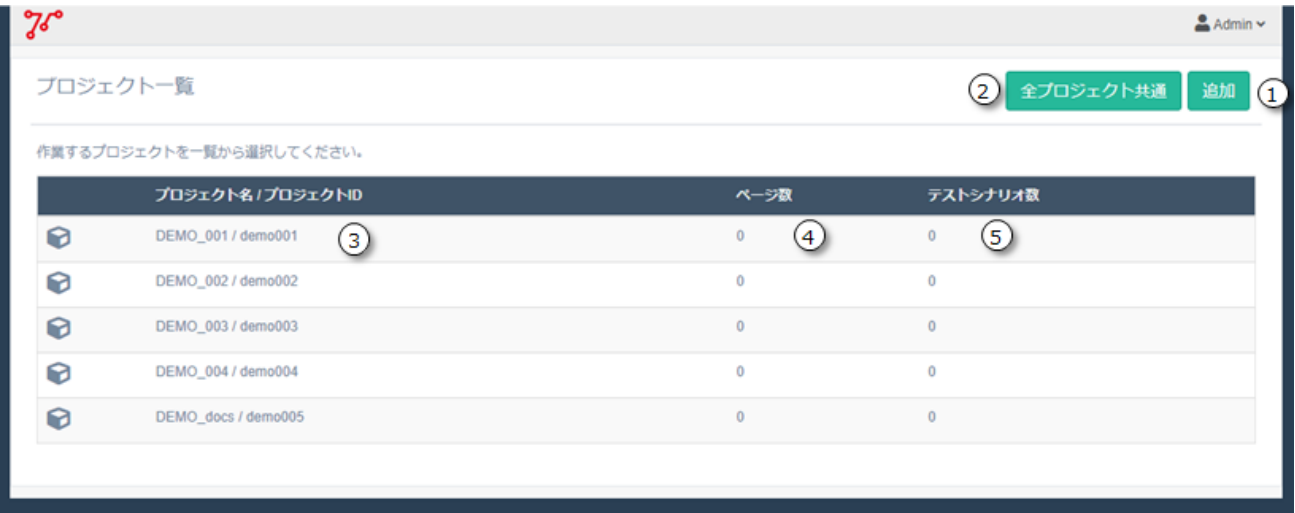 Admin
プロジェクト一覧
② 全プロジェクト共通 追加 ①
作業するプロジェクトを一覧から選択してください。
プロジェクト名 / プロジェクトID ページ数 テストシナリオ数
DEMO_001 / demo001 ③ 0 ④ 0 ⑤
DEMO_002 / demo002 0 0
DEMO_003 / demo003 0 0
DEMO_004 / demo004 0 0
DEMO_docs / demo005 0 0